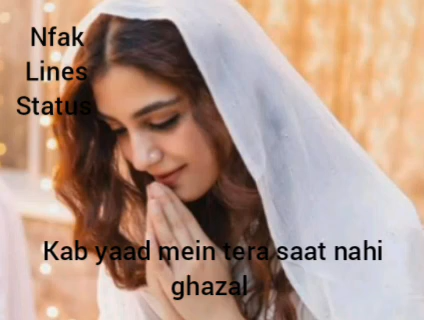 Nfak
Lines
Status
Kab yaad mein tera saat nahi
ghazal